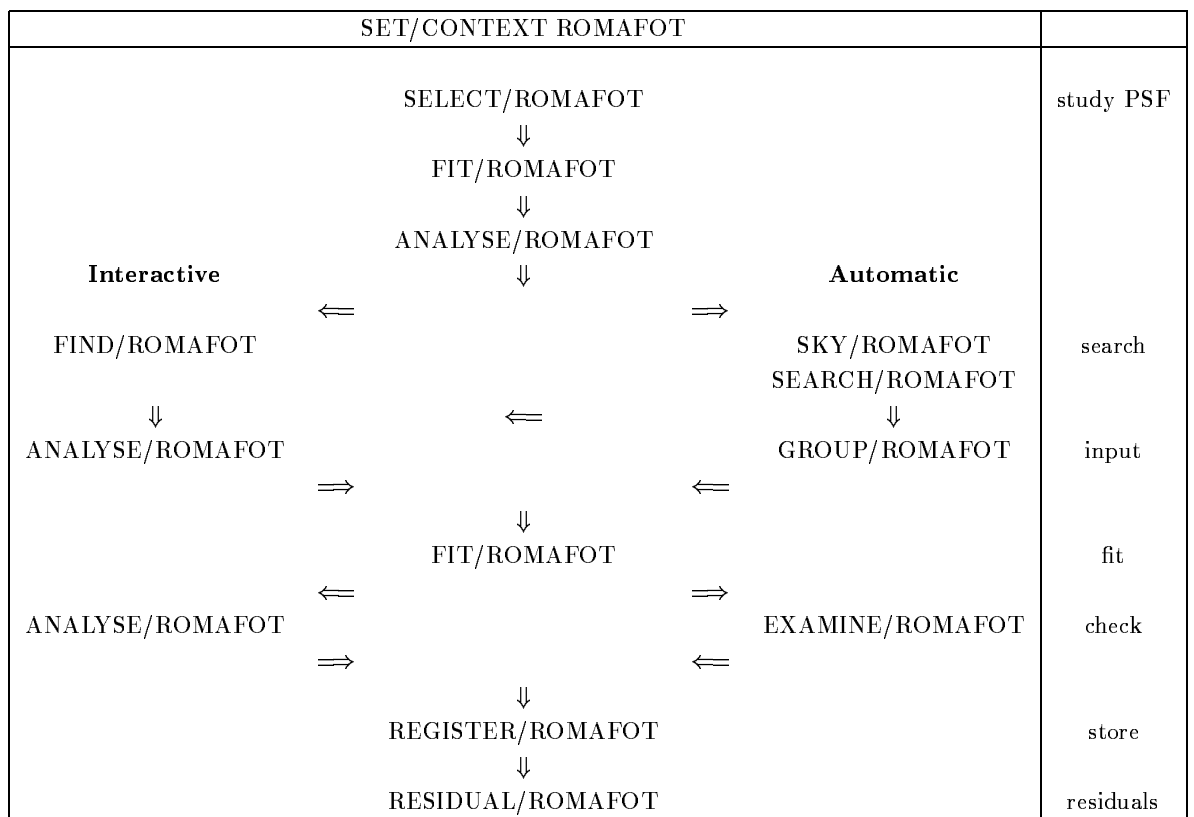 SET/CONTEXT ROMAFOT
SELECT/ROMAFOT study PSF
⇓
FIT/ROMAFOT
⇓
ANALYSE/ROMAFOT
Interactive ⇓ Automatic
⇐ ⇒
FIND/ROMAFOT SKY/ROMAFOT search
SEARCH/ROMAFOT
⇓ ⇐ ⇓
ANALYSE/ROMAFOT GROUP/ROMAFOT input
⇒ ⇐
⇓
FIT/ROMAFOT fit
⇐ ⇒
ANALYSE/ROMAFOT EXAMINE/ROMAFOT check
⇒ ⇐
⇓
REGISTER/ROMAFOT store
⇓
RESIDUAL/ROMAFOT residuals